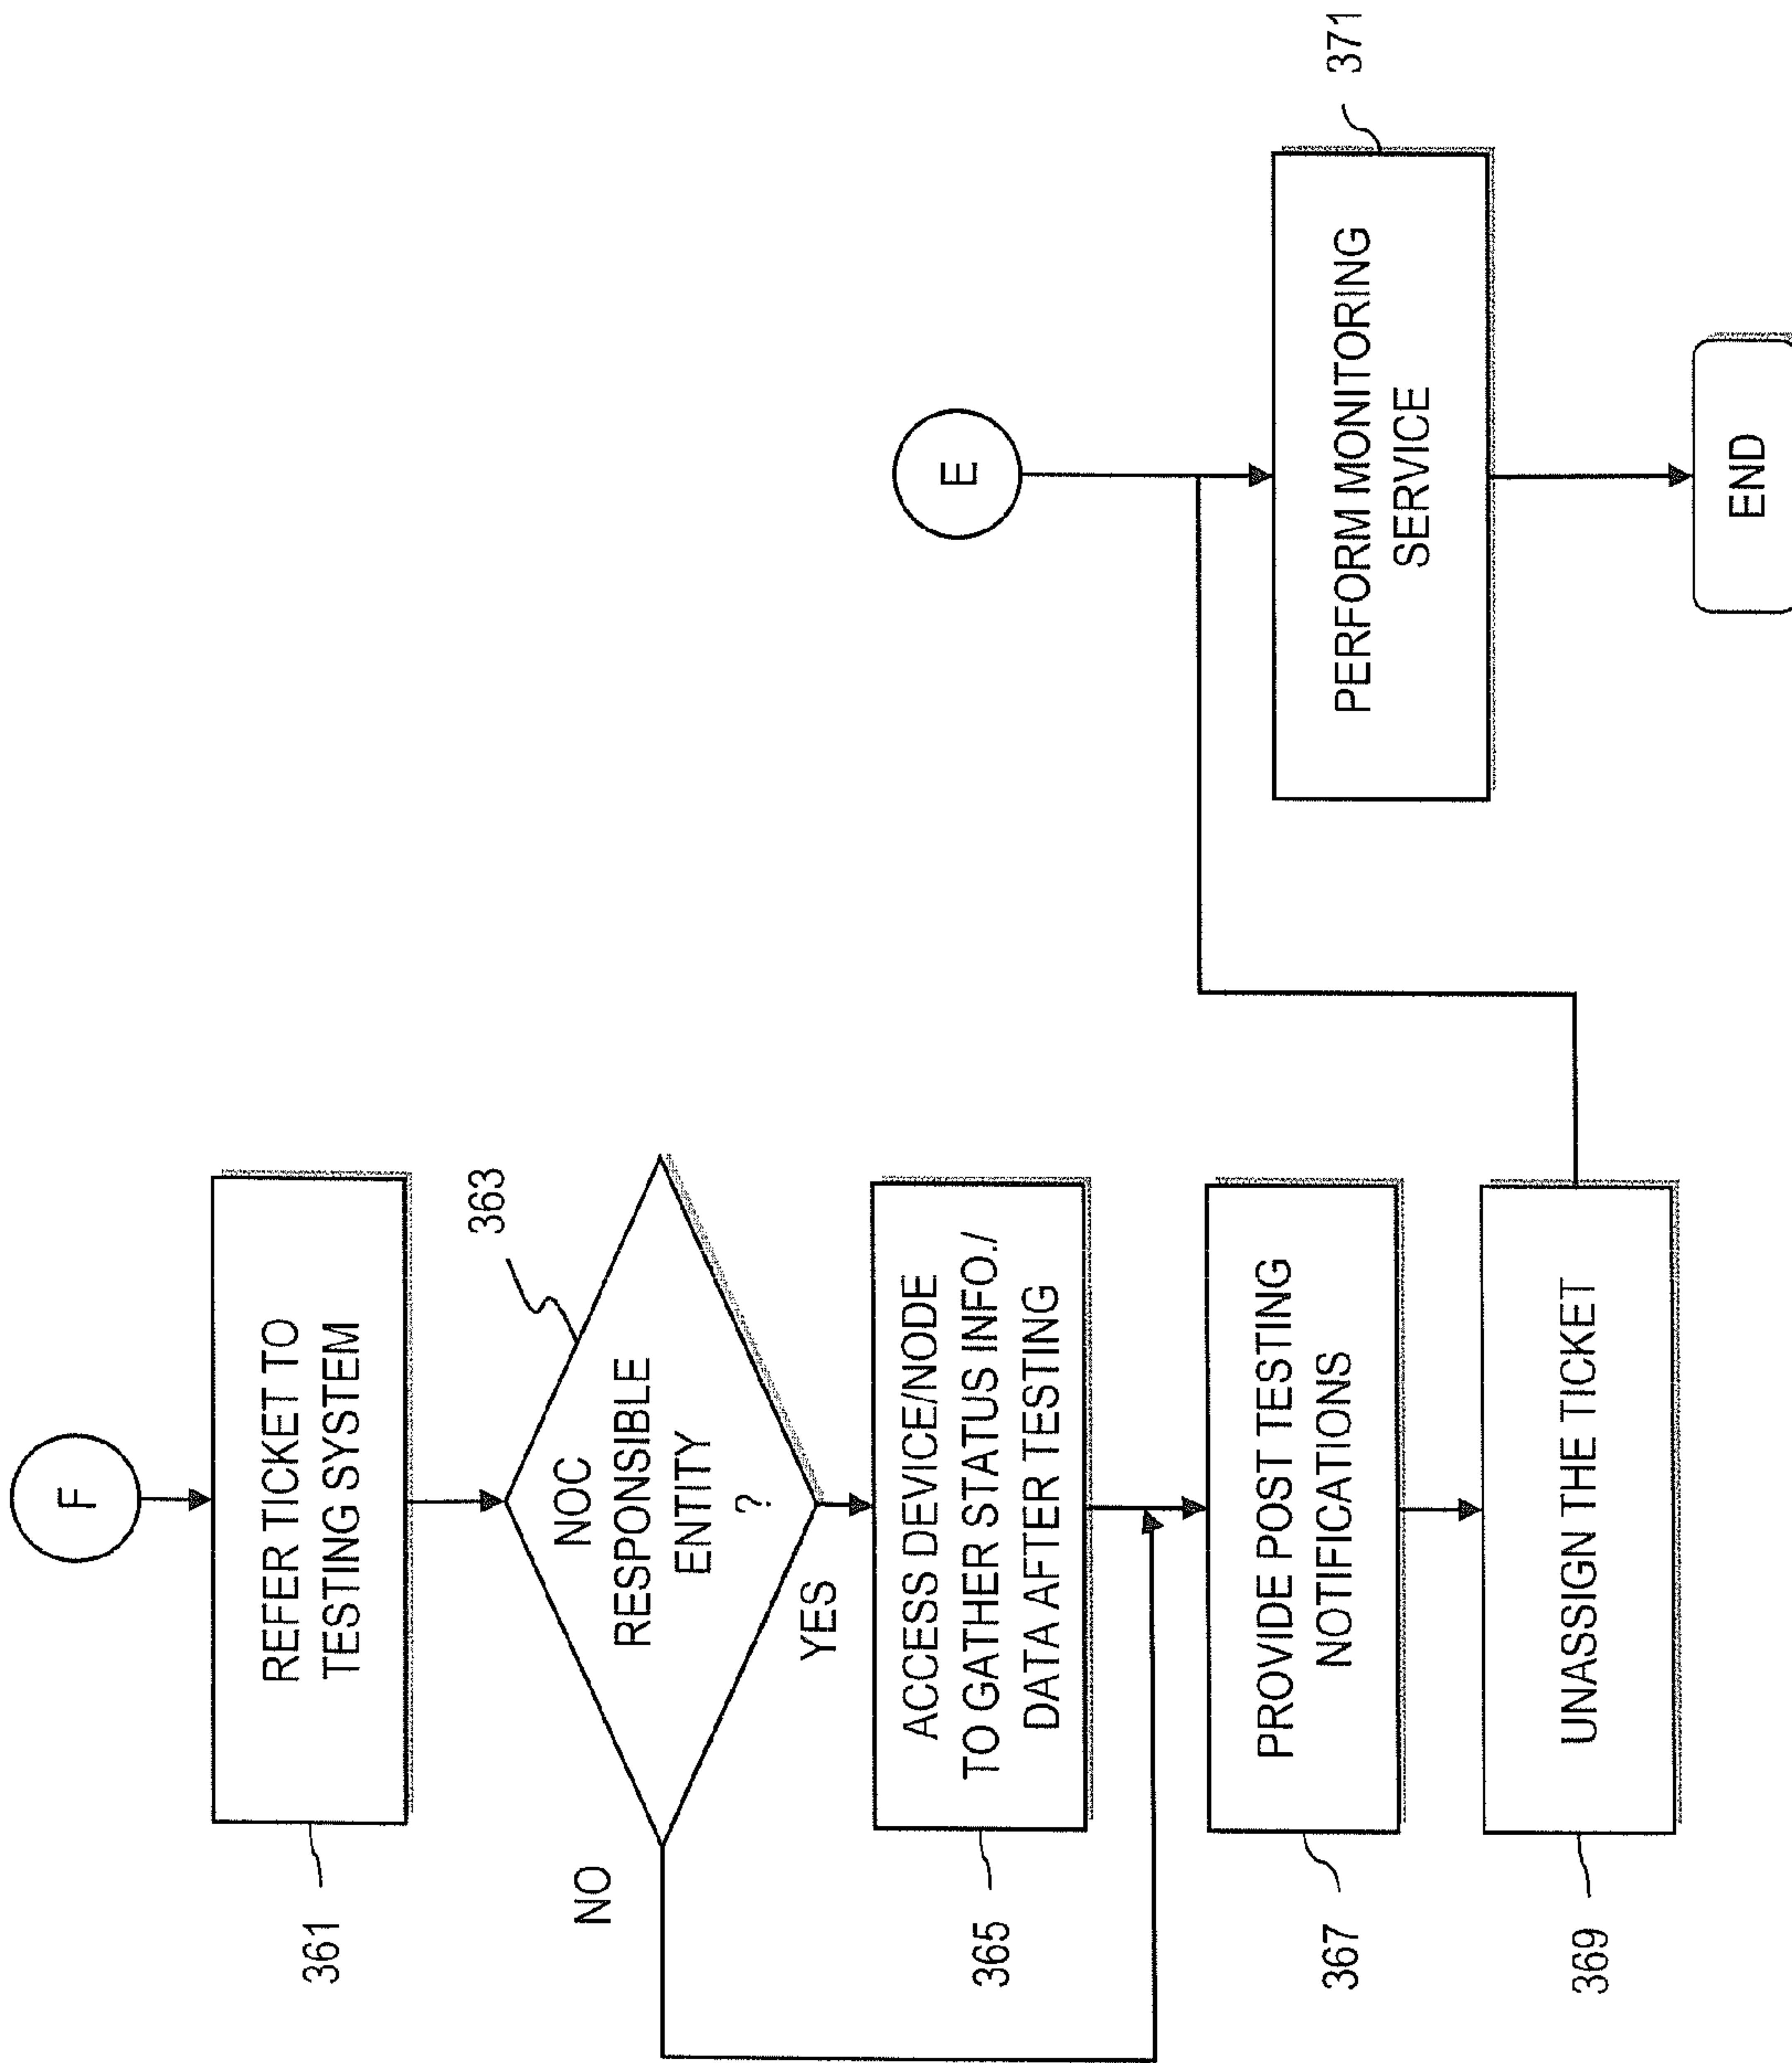 F
REFER TICKET TO
TESTING SYSTEM
361
363
NOC
RESPONSIBLE
ENTITY
?
NO
YES
ACCESS DEVICE/NODE
TO GATHER STATUS INFO./
DATA AFTER TESTING
365
PROVIDE POST TESTING
NOTIFICATIONS
367
UNASSIGN THE TICKET
369
E
PERFORM MONITORING
SERVICE
371
END